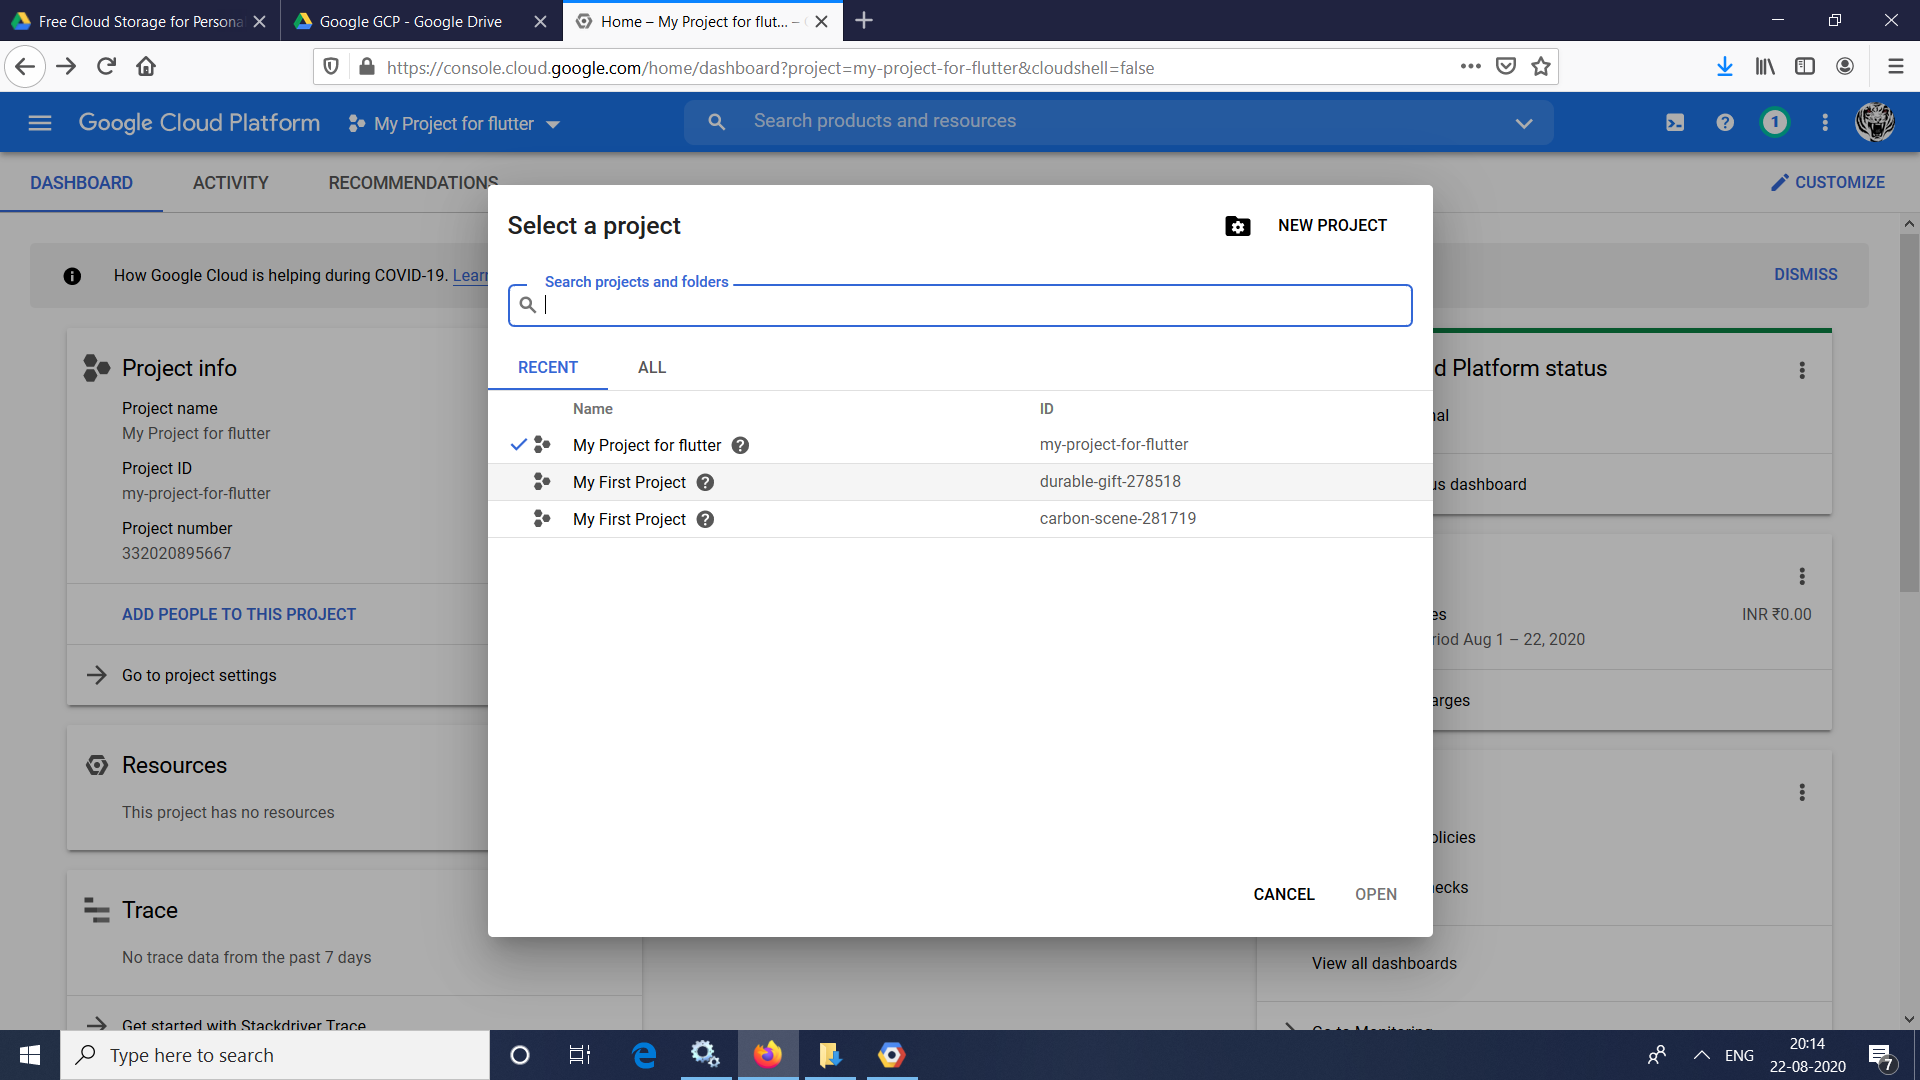 Free Cloud Storage for Persona
Google GCP - Google Drive
Home – My Project for flut... –
https://console.cloud.google.com/home/dashboard?project=my-project-for-flutter&cloudshell=false
Google Cloud Platform
My Project for flutter
Search products and resources
1
DASHBOARD
ACTIVITY
RECOMMENDATIONS
CUSTOMIZE
How Google Cloud is helping during COVID-19. Learn
DISMISS
Select a project
NEW PROJECT
Search projects and folders
RECENT
ALL
Name
ID
My Project for flutter
my-project-for-flutter
My First Project
durable-gift-278518
My First Project
carbon-scene-281719
CANCEL
OPEN
Project info
Project name
My Project for flutter
Project ID
my-project-for-flutter
Project number
332020895667
ADD PEOPLE TO THIS PROJECT
Go to project settings
Resources
This project has no resources
Trace
No trace data from the past 7 days
Get started with Stackdriver Trace
d Platform status
nal
us dashboard
es
INR ₹0.00
riod Aug 1 – 22, 2020
arges
olicies
ecks
View all dashboards
Go to Monitoring
Type here to search
ENG
20:14
22-08-2020
7